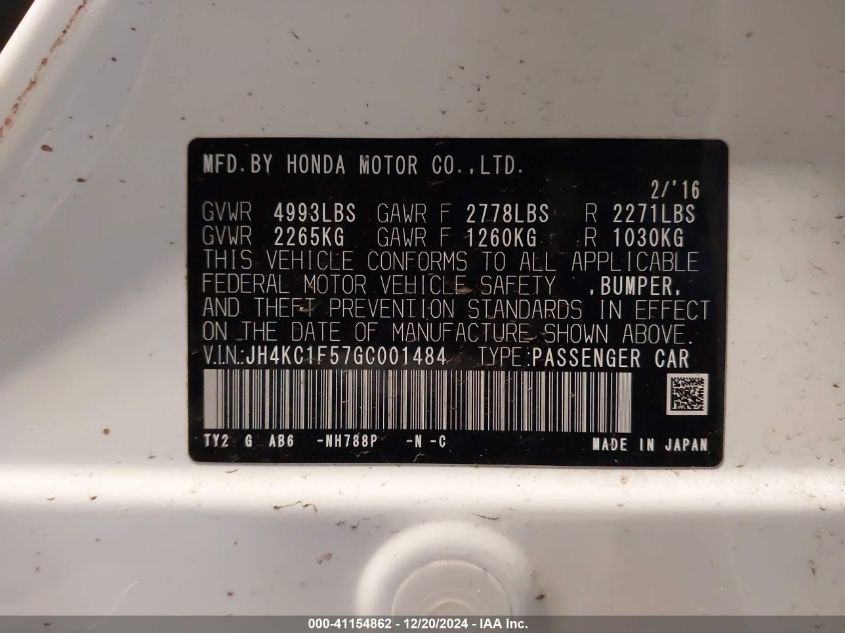 MFD. BY HONDA MOTOR CO., LTD.
2/'16
GVWR 4993LBS GAWR F 2778LBS R 2271LBS
GVWR 2265KG GAWR F 1260KG R 1030KG
THIS VEHICLE CONFORMS TO ALL APPLICABLE
FEDERAL MOTOR VEHICLE SAFETY , BUMPER,
AND THEFT PREVENTION STANDARDS IN EFFECT
ON THE DATE OF MANUFACTURE SHOWN ABOVE.
V.I.N.:JH4KC1F57GC001484 TYPE:PASSENGER CAR
TY2 G AB6 -NH788P -N -C MADE IN JAPAN
000-41154862 - 12/20/2024 - IAA Inc.